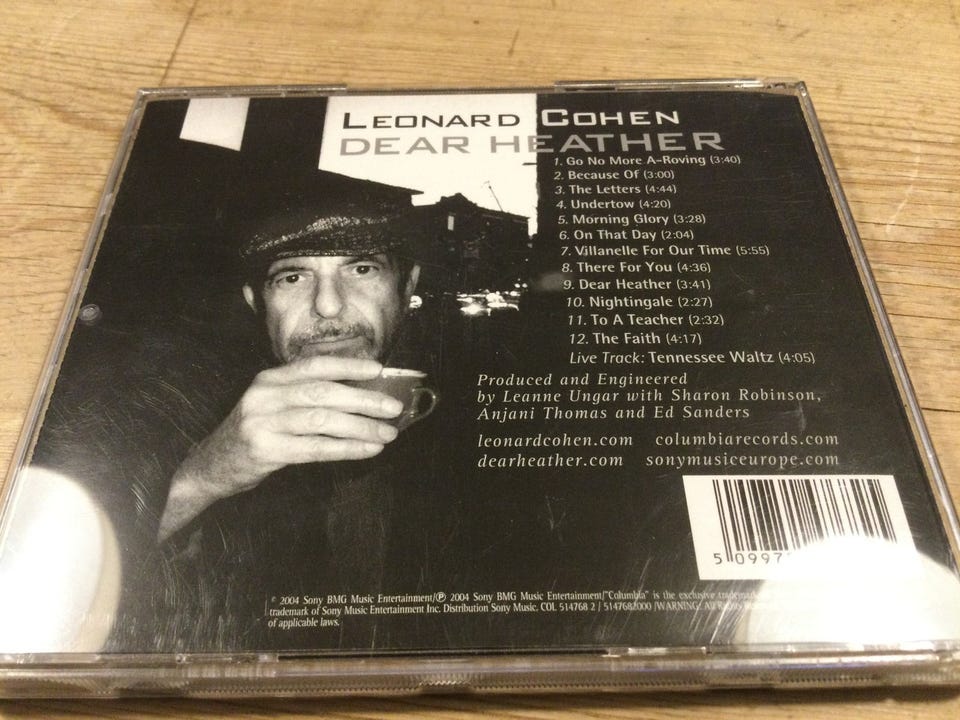 LEONARD COHEN
DEAR HEATHER
1. Go No More A-Roving (3:40)
2. Because Of (3:00)
3. The Letters (4:44)
4. Undertow (4:20)
5. Morning Glory (3:28)
6. On That Day (2:04)
7. Villanelle For Our Time (5:55)
8. There For You (4:36)
9. Dear Heather (3:41)
10. Nightingale (2:27)
11. To A Teacher (2:32)
12. The Faith (4:17)
Live Track: Tennessee Waltz (4:05)
Produced and Engineered
by Leanne Ungar with Sharon Robinson,
Anjani Thomas and Ed Sanders
leonardcohen.com columbiarecords.com
dearheather.com sonymusiceurope.com
5 0997
© 2004 Sony BMG Music Entertainment/℗ 2004 Sony BMG Music Entertainment/"Columbia" is the exclusive
trademark of Sony Music Entertainment Inc. Distribution Sony Music. COL 514768 2 / 5147682000 /WARNING: All Rights
of applicable laws.